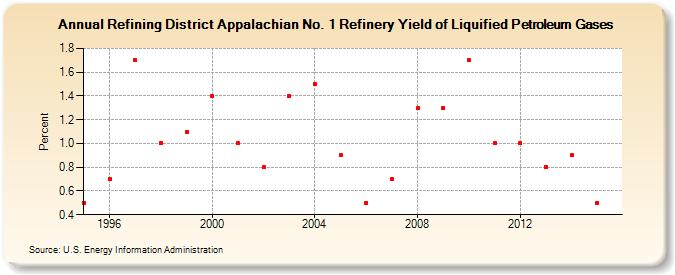 Annual Refining District Appalachian No. 1 Refinery Yield of Liquified Petroleum Gases
Percent
1.8
1.6
1.4
1.2
1.0
0.8
0.6
0.4
1996 2000 2004 2008 2012
Source: U.S. Energy Information Administration